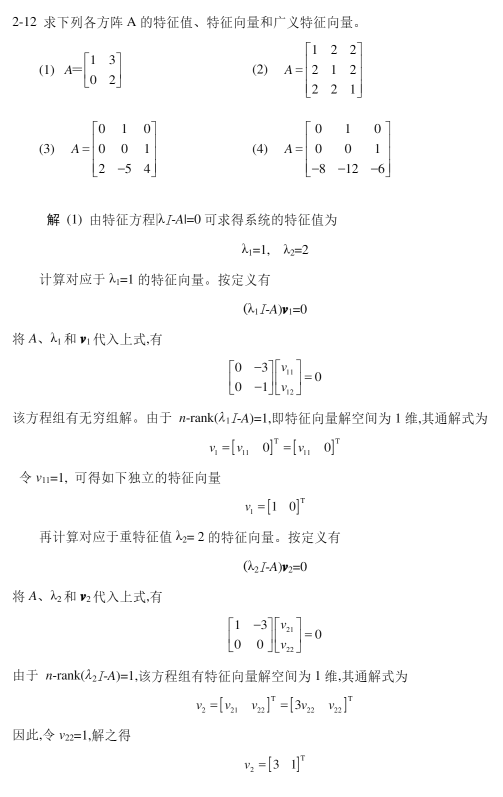 2-12 求下列各方阵 A 的特征值、特征向量和广义特征向量。
(1) A=[1 3; 0 2] (2) A=[1 2 2; 2 1 2; 2 2 1]
(3) A=[0 1 0; 0 0 1; 2 −5 4] (4) A=[0 1 0; 0 0 1; −8 −12 −6]
解 (1) 由特征方程|λI-A|=0 可求得系统的特征值为
λ₁=1, λ₂=2
计算对应于 λ₁=1 的特征向量。按定义有
(λ₁I-A)v₁=0
将 A、λ₁ 和 v₁ 代入上式,有
[0 −3; 0 −1][v₁₁; v₁₂]=0
该方程组有无穷组解。由于 n-rank(λ₁I-A)=1,即特征向量解空间为 1 维,其通解式为
v₁=[v₁₁ 0]ᵀ=[v₁₁ 0]ᵀ
令 v₁₁=1, 可得如下独立的特征向量
v₁=[1 0]ᵀ
再计算对应于重特征值 λ₂= 2 的特征向量。按定义有
(λ₂I-A)v₂=0
将 A、λ₂ 和 v₂ 代入上式,有
[1 −3; 0 0][v₂₁; v₂₂]=0
由于 n-rank(λ₂I-A)=1,该方程组有特征向量解空间为 1 维,其通解式为
v₂=[v₂₁ v₂₂]ᵀ=[3v₂₂ v₂₂]ᵀ
因此,令 v₂₂=1,解之得
v₂=[3 1]ᵀ